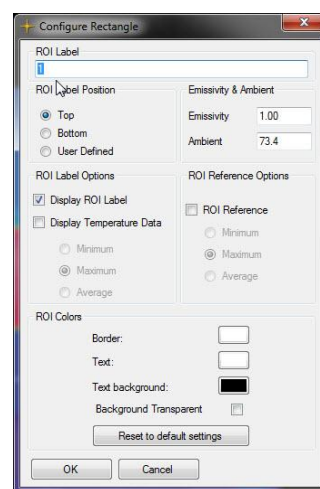 Configure Rectangle
ROI Label
1
ROI Label Position
Top
Bottom
User Defined
Emissivity & Ambient
Emissivity 1.00
Ambient 73.4
ROI Label Options
Display ROI Label
Display Temperature Data
Minimum
Maximum
Average
ROI Reference Options
ROI Reference
Minimum
Maximum
Average
ROI Colors
Border:
Text:
Text background:
Background Transparent
Reset to default settings
OK Cancel